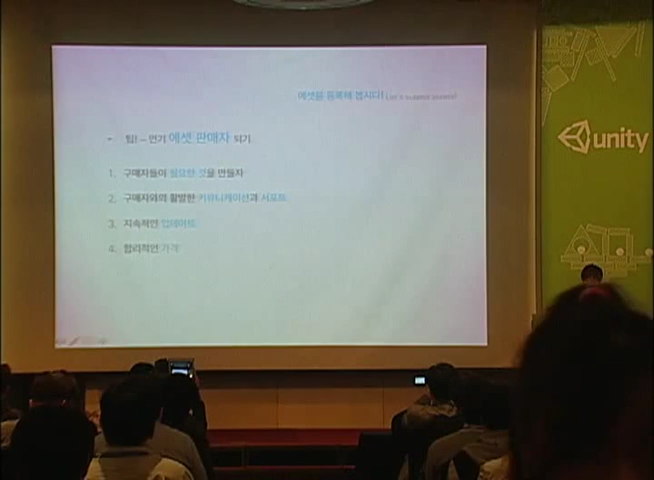 에셋을 등록해 봅시다! Let's submit assets!
- 팁! – 인기 에셋 판매자 되기
1. 구매자들이 필요한 것을 만들자
2. 구매자와의 활발한 커뮤니케이션과 서포트
3. 지속적인 업데이트
4. 합리적인 가격
unity